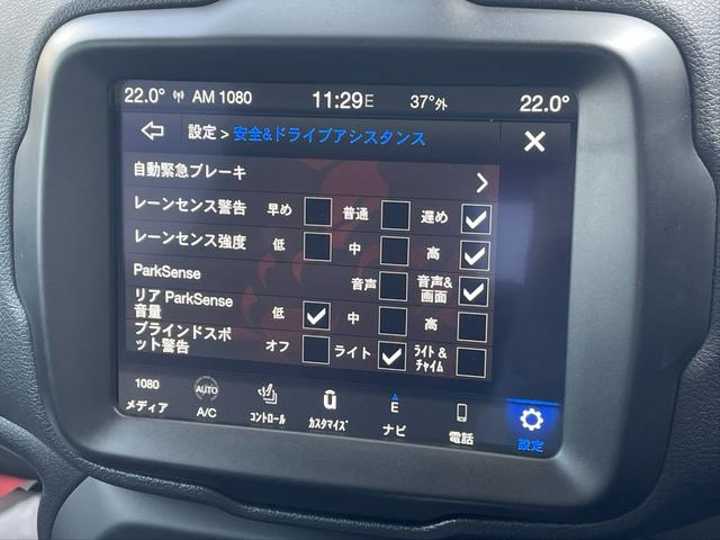 22.0° AM 1080 11:29E 37°外 22.0°
設定 > 安全&ドライブアシスタンス
自動緊急ブレーキ
レーンセンス警告 早め 普通 遅め
レーンセンス強度 低 中 高
ParkSense 音声 音声&
画面
リア ParkSense
音量 低 中 高
ブラインドスポ
ット警告 オフ ライト ライト &
チャイム
1080 AUTO ü E
メディア A/C コントロール カスタマイズ ナビ 電話 設定